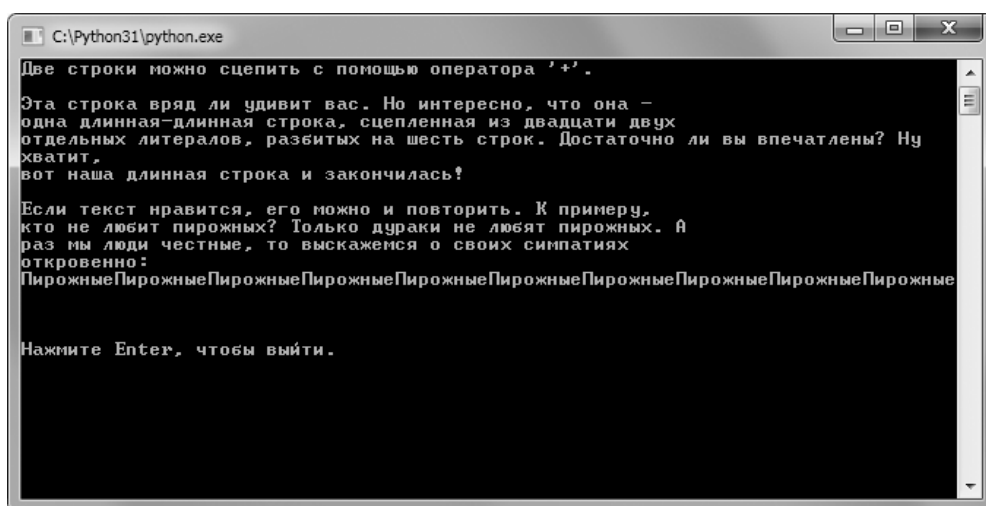 C:\Python31\python.exe
Две строки можно сцепить с помощью оператора '+'.
Эта строка вряд ли удивит вас. Но интересно, что она -
одна длинная-длинная строка, сцепленная из двадцати двух
отдельных литералов, разбитых на шесть строк. Достаточно ли вы впечатлены? Ну
хватит,
вот наша длинная строка и закончилась!
Если текст нравится, его можно и повторить. К примеру,
кто не любит пирожных? Только дураки не любят пирожных. А
раз мы люди честные, то выскажемся о своих симпатиях
откровенно:
ПирожныеПирожныеПирожныеПирожныеПирожныеПирожныеПирожныеПирожныеПирожныеПирожные
Нажмите Enter, чтобы выйти.